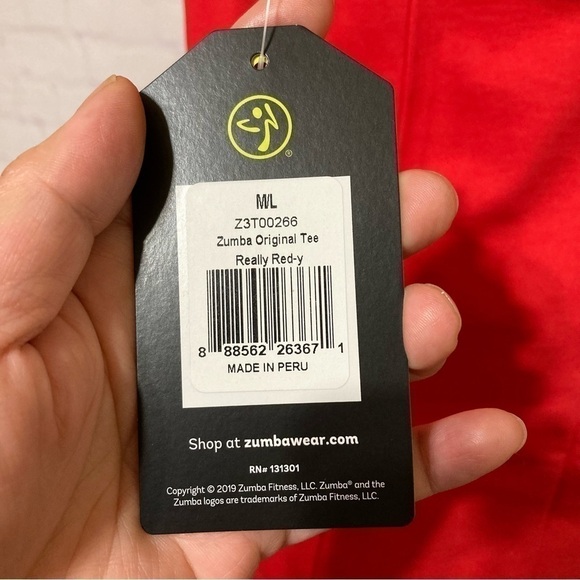 M/L
Z3T00266
Zumba Original Tee
Really Red-y
8 88562 26367 1
MADE IN PERU
Shop at zumbawear.com
RN# 131301
Copyright © 2019 Zumba Fitness, LLC. Zumba® and the
Zumba logos are trademarks of Zumba Fitness, LLC.